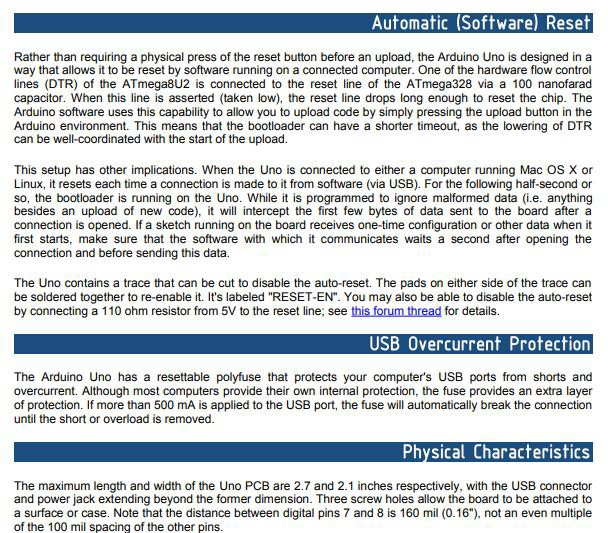 Automatic (Software) Reset
Rather than requiring a physical press of the reset button before an upload, the Arduino Uno is designed in a
way that allows it to be reset by software running on a connected computer. One of the hardware flow control
lines (DTR) of the ATmega8U2 is connected to the reset line of the ATmega328 via a 100 nanofarad
capacitor. When this line is asserted (taken low), the reset line drops long enough to reset the chip. The
Arduino software uses this capability to allow you to upload code by simply pressing the upload button in the
Arduino environment. This means that the bootloader can have a shorter timeout, as the lowering of DTR
can be well-coordinated with the start of the upload.
This setup has other implications. When the Uno is connected to either a computer running Mac OS X or
Linux, it resets each time a connection is made to it from software (via USB). For the following half-second or
so, the bootloader is running on the Uno. While it is programmed to ignore malformed data (i.e. anything
besides an upload of new code), it will intercept the first few bytes of data sent to the board after a
connection is opened. If a sketch running on the board receives one-time configuration or other data when it
first starts, make sure that the software with which it communicates waits a second after opening the
connection and before sending this data.
The Uno contains a trace that can be cut to disable the auto-reset. The pads on either side of the trace can
be soldered together to re-enable it. It's labeled "RESET-EN". You may also be able to disable the auto-reset
by connecting a 110 ohm resistor from 5V to the reset line; see this forum thread for details.
USB Overcurrent Protection
The Arduino Uno has a resettable polyfuse that protects your computer's USB ports from shorts and
overcurrent. Although most computers provide their own internal protection, the fuse provides an extra layer
of protection. If more than 500 mA is applied to the USB port, the fuse will automatically break the connection
until the short or overload is removed.
Physical Characteristics
The maximum length and width of the Uno PCB are 2.7 and 2.1 inches respectively, with the USB connector
and power jack extending beyond the former dimension. Three screw holes allow the board to be attached to
a surface or case. Note that the distance between digital pins 7 and 8 is 160 mil (0.16"), not an even multiple
of the 100 mil spacing of the other pins.